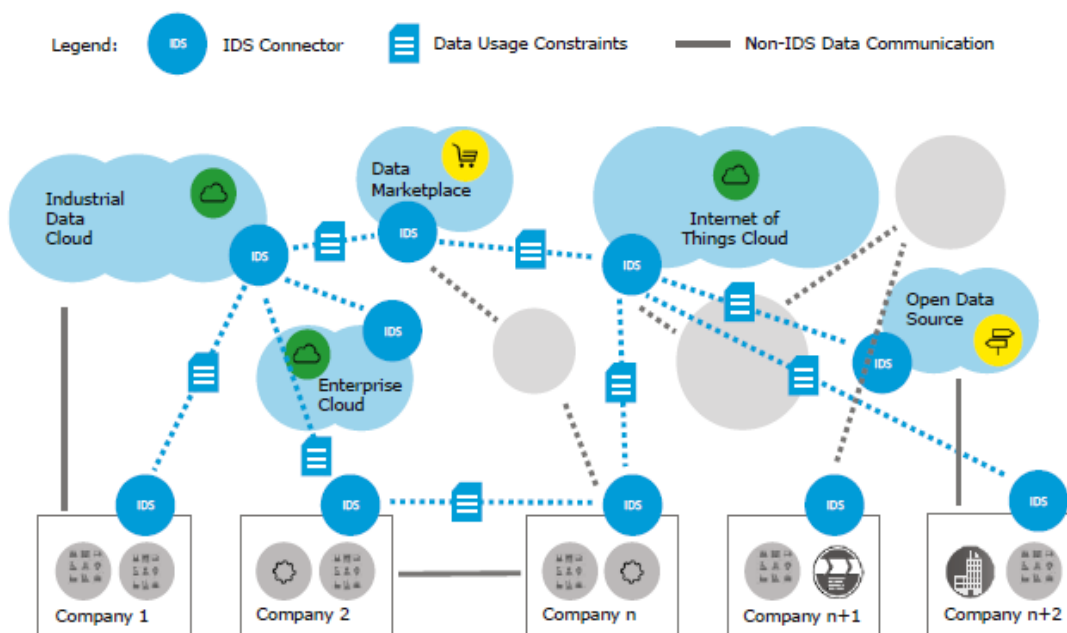 Legend:
IDS
IDS Connector
Data Usage Constraints
Non-IDS Data Communication
Industrial
Data
Cloud
Data
Marketplace
Internet of
Things Cloud
Open Data
Source
IDS
IDS
IDS
IDS
IDS
Enterprise
Cloud
IDS
IDS
IDS
IDS
IDS
Company 1
Company 2
Company n
Company n+1
Company n+2